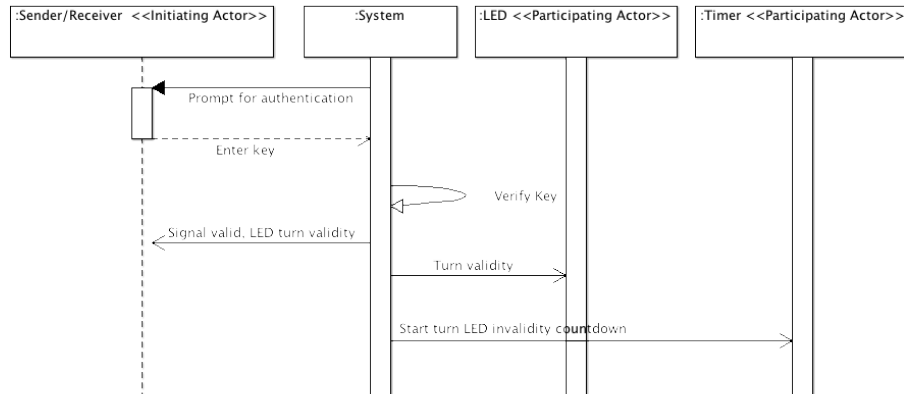 :Sender/Receiver <<Initiating Actor>>
:System
:LED <<Participating Actor>>
:Timer <<Participating Actor>>
Prompt for authentication
Enter key
Verify Key
Signal valid, LED turn validity
Turn validity
Start turn LED invalidity countdown